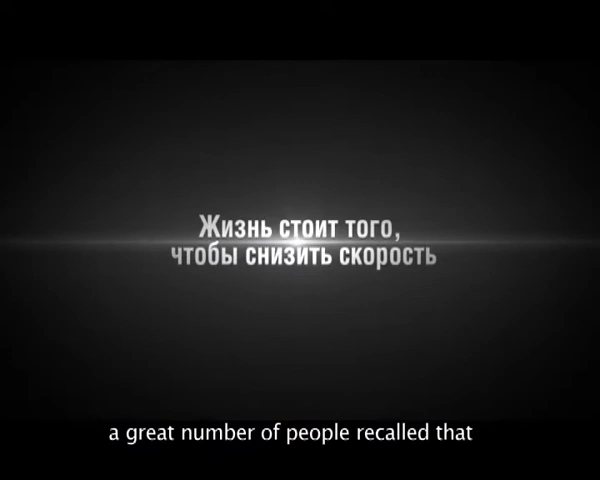 Жизнь стоит того,
чтобы снизить скорость
a great number of people recalled that